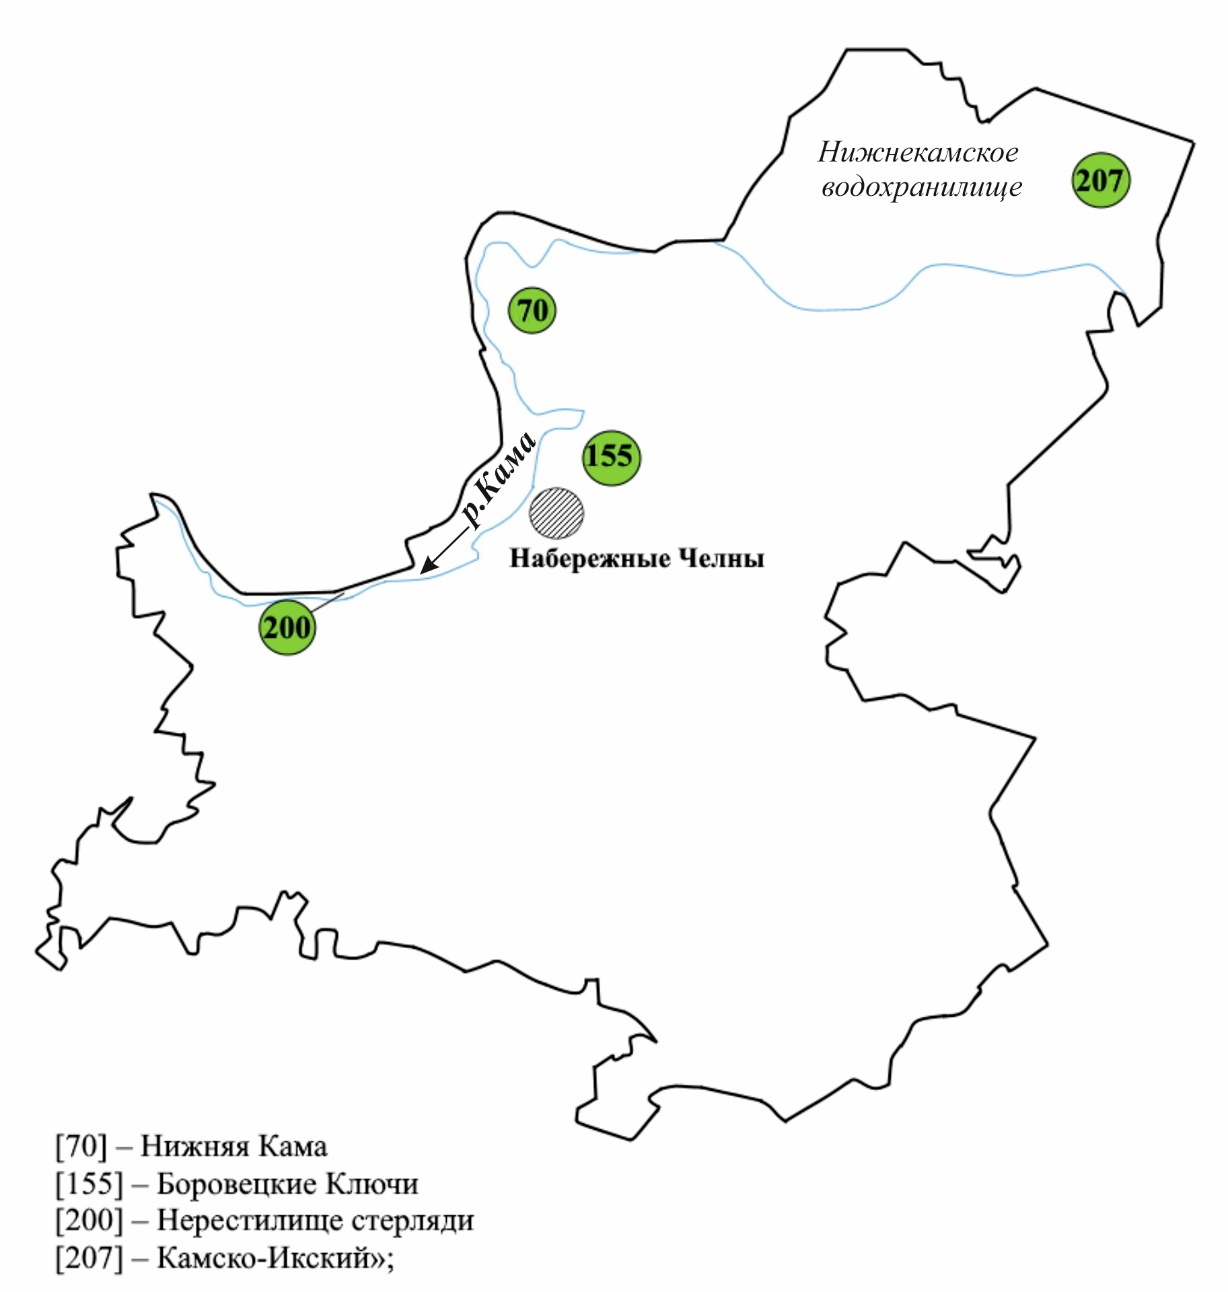 Нижнекамское
водохранилище
207
70
155
р.Кама
Набережные Челны
200
[70] – Нижняя Кама
[155] – Боровецкие Ключи
[200] – Нерестилище стерляди
[207] – Камско-Икский»;